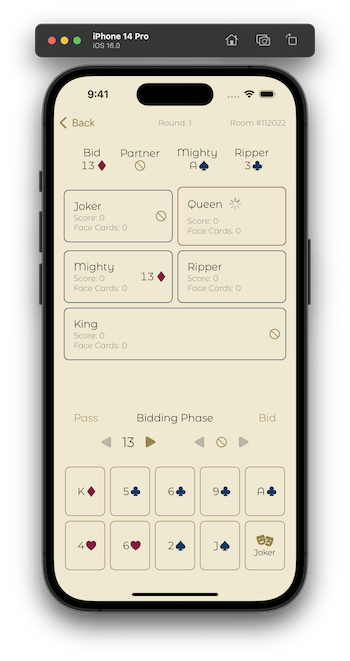 iPhone 14 Pro
iOS 16.0
9:41
Back Round: 1 Room #112022
Bid Partner Mighty Ripper
13♦ A♠ 3♣
Joker
Score: 0
Face Cards: 0
Queen
Score: 0
Face Cards: 0
Mighty 13♦
Score: 0
Face Cards: 0
Ripper
Score: 0
Face Cards: 0
King
Score: 0
Face Cards: 0
Pass Bidding Phase Bid
13
K♦ 5♣ 6♣ 9♣ A♣
4♥ 6♥ 2♠ J♠ Joker